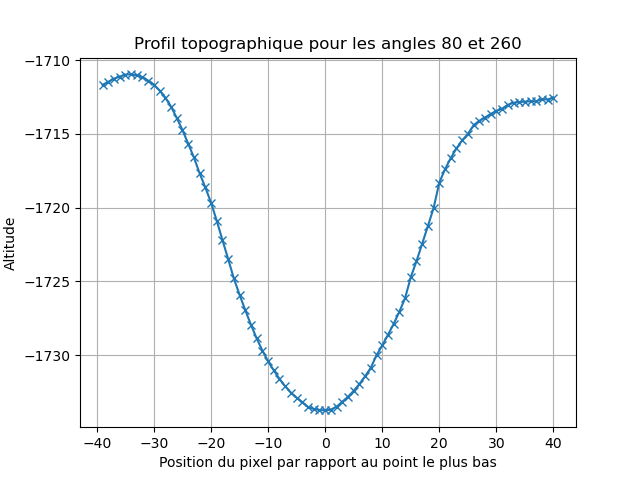 Profil topographique pour les angles 80 et 260
−1710
−1715
−1720
−1725
−1730
Altitude
−40 −30 −20 −10 0 10 20 30 40
Position du pixel par rapport au point le plus bas